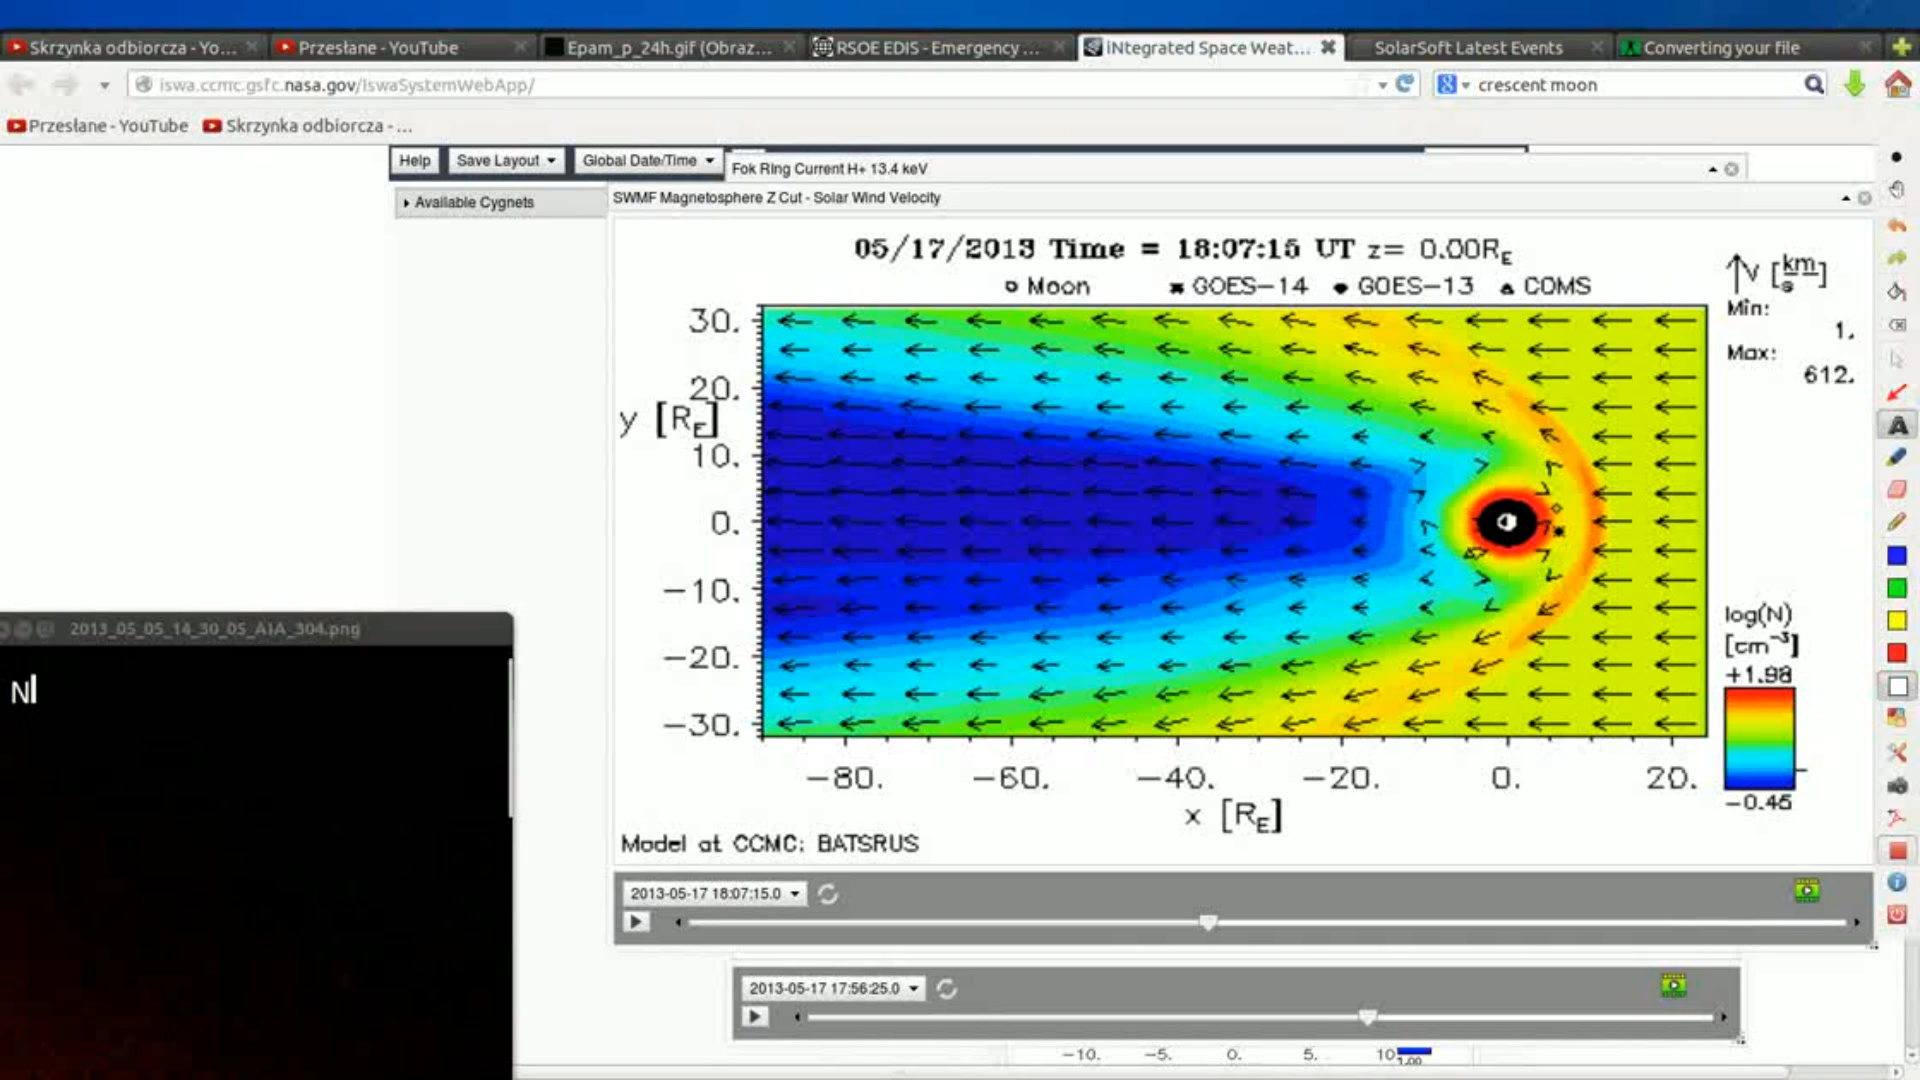 Skrzynka odbiorcza - Yo...
Przesłane - YouTube
Epam_p_24h.gif (Obraz...
RSOE EDIS - Emergency ...
iNtegrated Space Weat...
SolarSoft Latest Events
Converting your file
iswa.ccmc.gsfc.nasa.gov/IswaSystemWebApp/
crescent moon
Przesłane - YouTube
Skrzynka odbiorcza - ...
Help
Save Layout
Global Date/Time
Fok Ring Current H+ 13.4 keV
Available Cygnets
SWMF Magnetosphere Z Cut - Solar Wind Velocity
05/17/2013 Time = 18:07:15 UT z= 0.00RE
Moon GOES-14 GOES-13 COMS
V [km/s]
Min:
1.
Max:
612.
30.
20.
y [RE]
10.
0.
-10.
-20.
-30.
-80. -60. -40. -20. 0. 20.
x [RE]
log(N)
[cm-3]
+1.98
-0.45
Model at CCMC: BATSRUS
2013_05_05_14_30_05_AIA_304.png
N
2013-05-17 18:07:15.0
2013-05-17 17:56:25.0
-10. -5. 0. 5. 10.
1.00